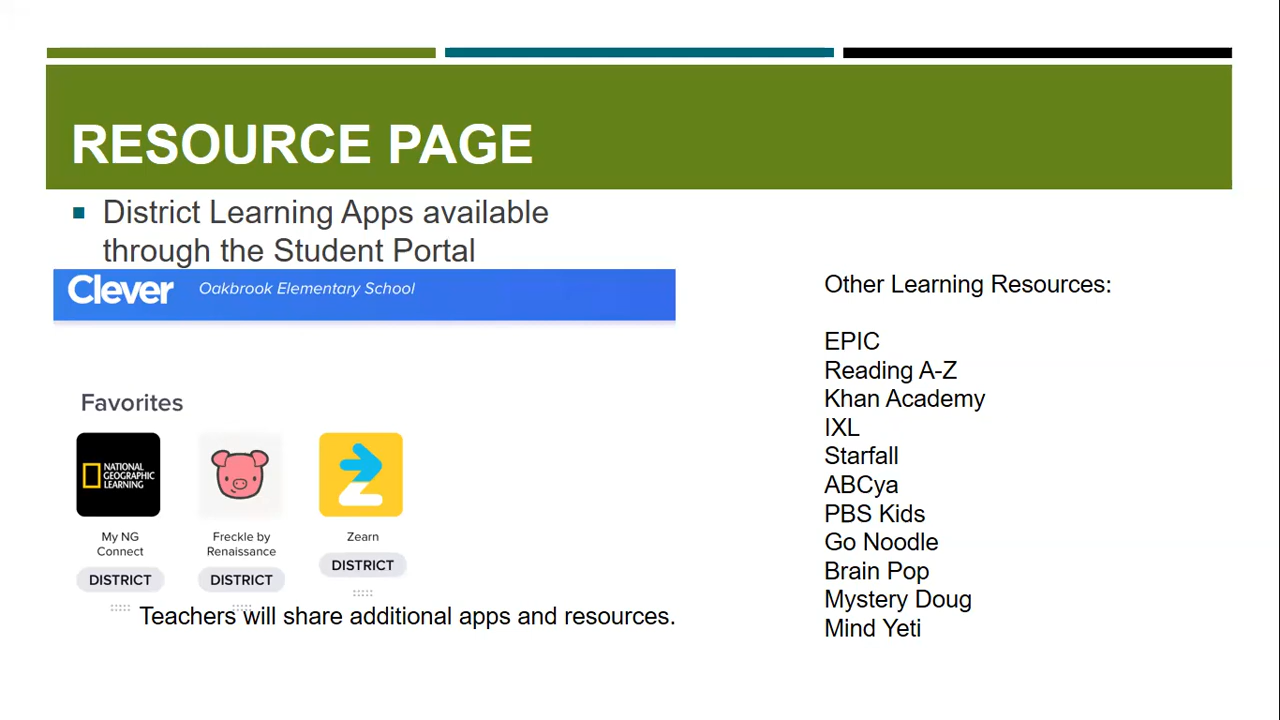 RESOURCE PAGE
District Learning Apps available
through the Student Portal
Clever Oakbrook Elementary School
Favorites
NATIONAL
GEOGRAPHIC
LEARNING
My NG
Connect
DISTRICT
Freckle by
Renaissance
DISTRICT
Zearn
DISTRICT
Teachers will share additional apps and resources.
Other Learning Resources:
EPIC
Reading A-Z
Khan Academy
IXL
Starfall
ABCya
PBS Kids
Go Noodle
Brain Pop
Mystery Doug
Mind Yeti